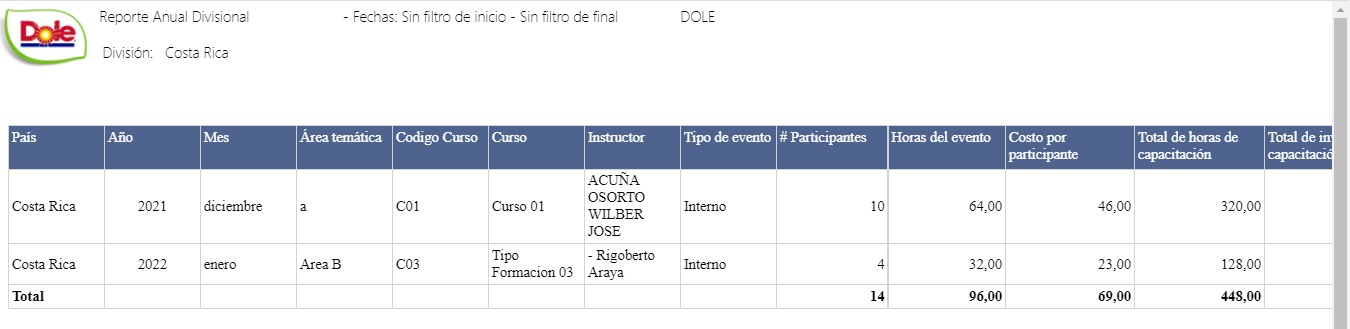 Dole
Reporte Anual Divisional - Fechas: Sin filtro de inicio - Sin filtro de final DOLE
División: Costa Rica
País Año Mes Área temática Codigo Curso Curso Instructor Tipo de evento # Participantes Horas del evento Costo por participante Total de horas de capacitación Total de
Costa Rica 2021 diciembre a C01 Curso 01 ACUÑA OSORTO WILBER JOSE Interno 10 64,00 46,00 320,00
Costa Rica 2022 enero Area B C03 Tipo Formacion 03 - Rigoberto Araya Interno 4 32,00 23,00 128,00
Total 14 96,00 69,00 448,00